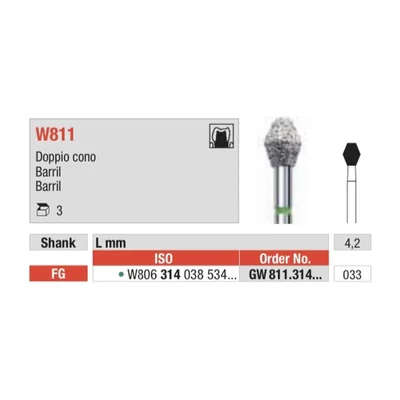 W811
Doppio cono
Barril
Barril
3
Shank L mm 4,2
ISO Order No.
FG • W806 314 038 534... GW 811.314... 033